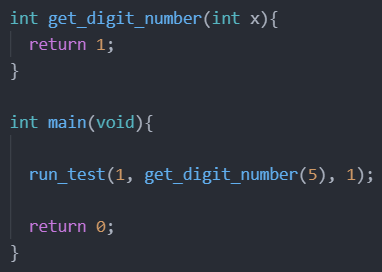 int get_digit_number(int x){
  return 1;
}

int main(void){

  run_test(1, get_digit_number(5), 1);

  return 0;
}